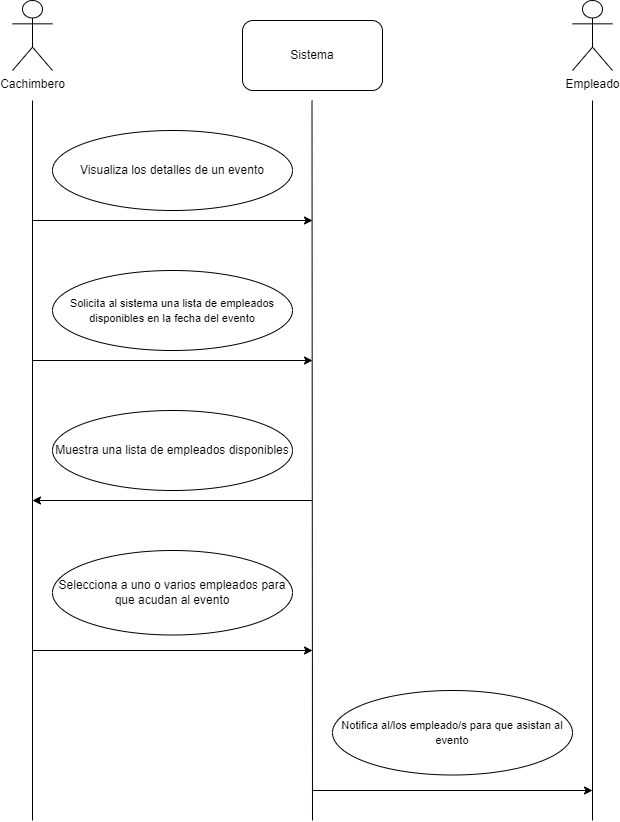 Sistema
Cachimbero
Empleado
Visualiza los detalles de un evento
Solicita al sistema una lista de empleados
disponibles en la fecha del evento
Muestra una lista de empleados disponibles
Selecciona a uno o varios empleados para
que acudan al evento
Notifica al/los empleado/s para que asistan al
evento